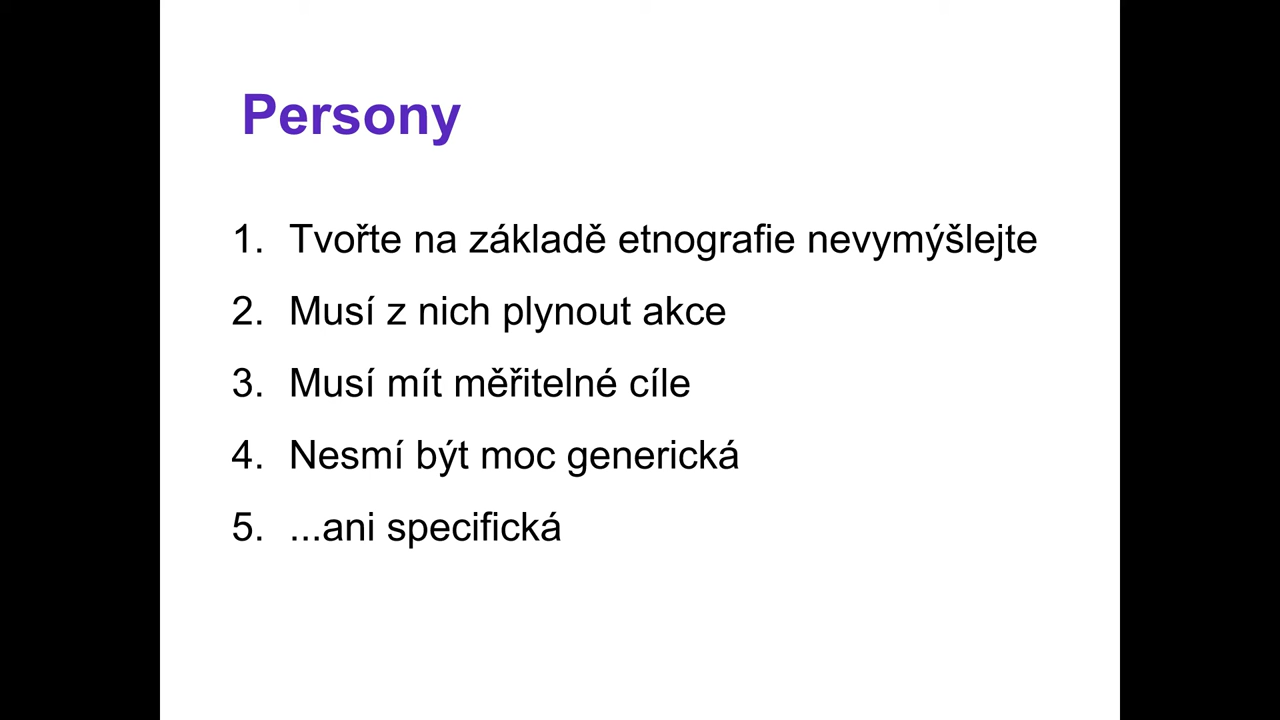 Persony
1. Tvořte na základě etnografie nevymýšlejte
2. Musí z nich plynout akce
3. Musí mít měřitelné cíle
4. Nesmí být moc generická
5. ...ani specifická